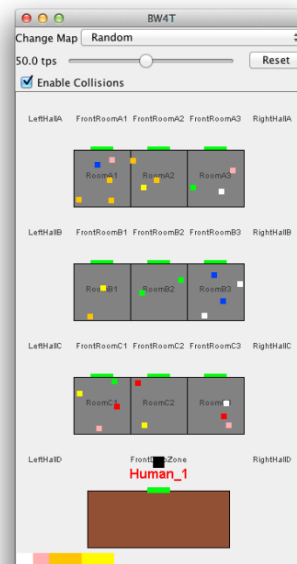 BW4T
Change Map Random
50.0 tps Reset
Enable Collisions
LeftHallA FrontRoomA1 FrontRoomA2 FrontRoomA3 RightHallA
RoomA1 RoomA2 RoomA3
LeftHallB FrontRoomB1 FrontRoomB2 FrontRoomB3 RightHallB
RoomB1 RoomB2 RoomB3
LeftHallC FrontRoomC1 FrontRoomC2 FrontRoomC3 RightHallC
RoomC1 RoomC2
LeftHallD RightHallD
Human_1